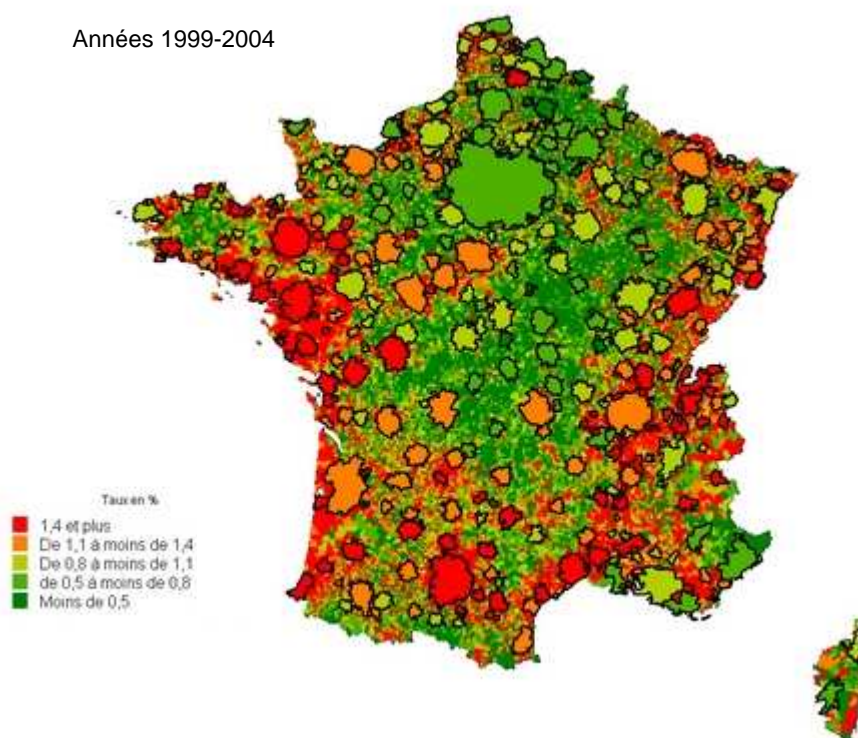 Années 1999-2004
Taux en %
1,4 et plus
De 1,1 à moins de 1,4
De 0,8 à moins de 1,1
de 0,5 à moins de 0,8
Moins de 0,5